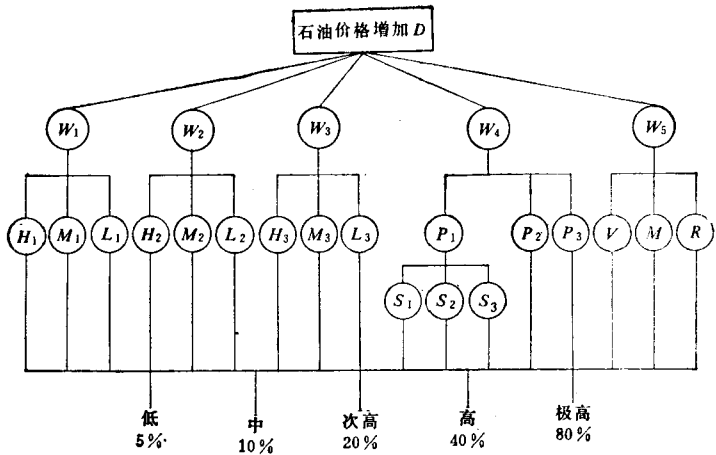 石油价格增加 D
W₁ W₂ W₃ W₄ W₅
H₁ M₁ L₁ H₂ M₂ L₂ H₃ M₃ L₃ P₁ P₂ P₃ V M R
S₁ S₂ S₃
低 中 次高 高 极高
5% 10% 20% 40% 80%